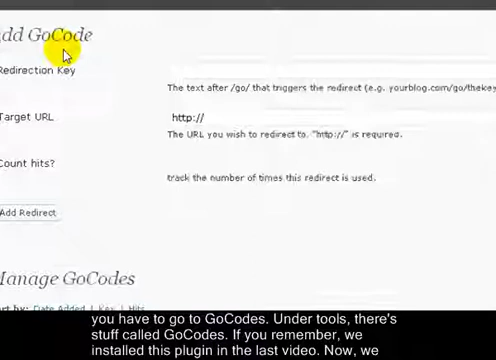 dd GoCode
Redirection Key
The text after /go/ that triggers the redirect (e.g. yourblog.com/go/thekey
Target URL
http://
The URL you wish to redirect to. "http://" is required.
Count hits?
track the number of times this redirect is used.
Add Redirect
Manage GoCodes
ort by: Date Added | Key | Hits
you have to go to GoCodes. Under tools, there's
stuff called GoCodes. If you remember, we
installed this plugin in the last video. Now, we